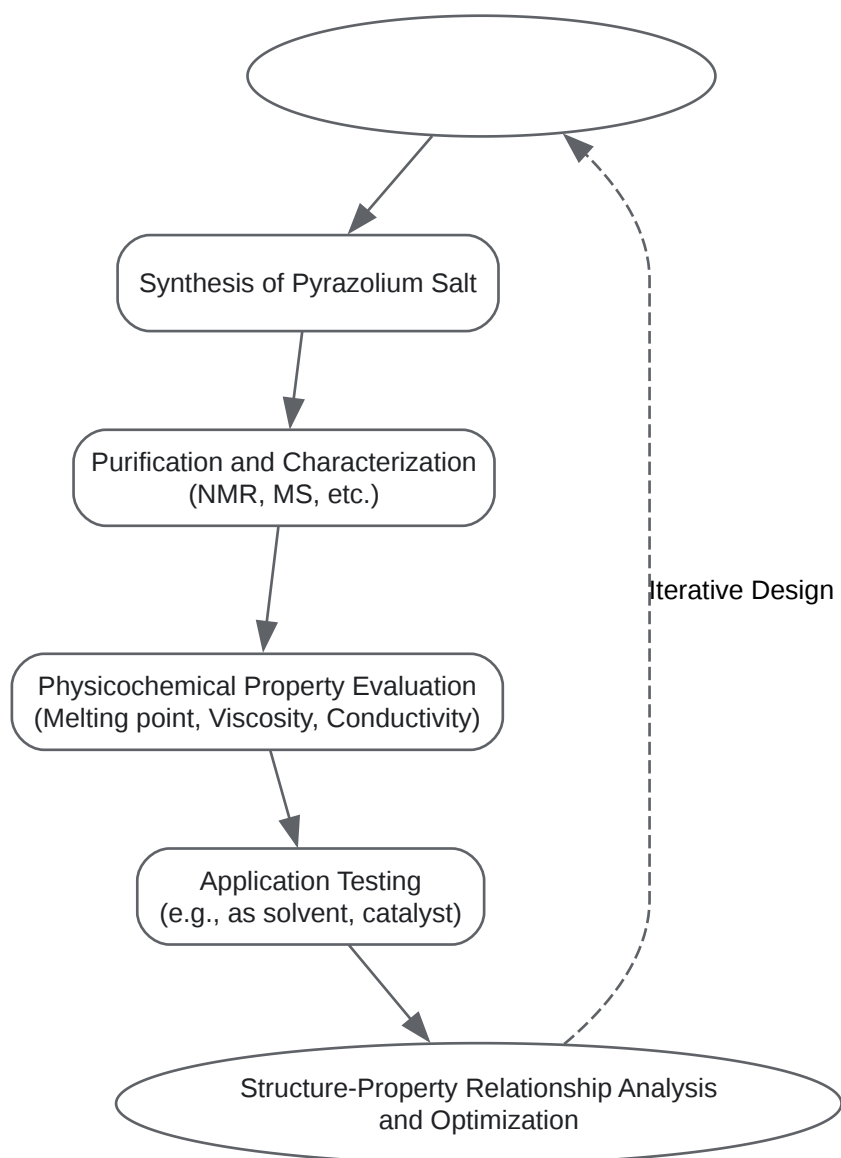 Synthesis of Pyrazolium Salt
Purification and Characterization
(NMR, MS, etc.)
Iterative Design
Physicochemical Property Evaluation
(Melting point, Viscosity, Conductivity)
Application Testing
(e.g., as solvent, catalyst)
Structure-Property Relationship Analysis
and Optimization